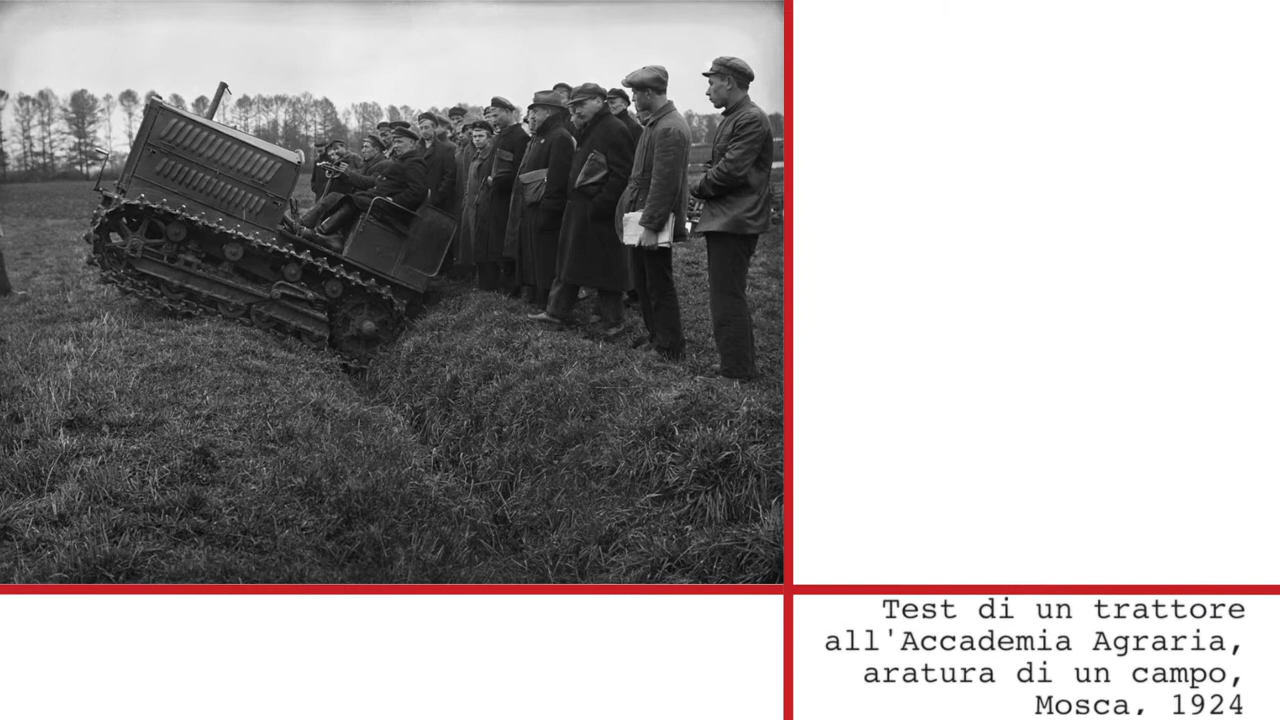 Test di un trattore
all'Accademia Agraria,
aratura di un campo,
Mosca, 1924